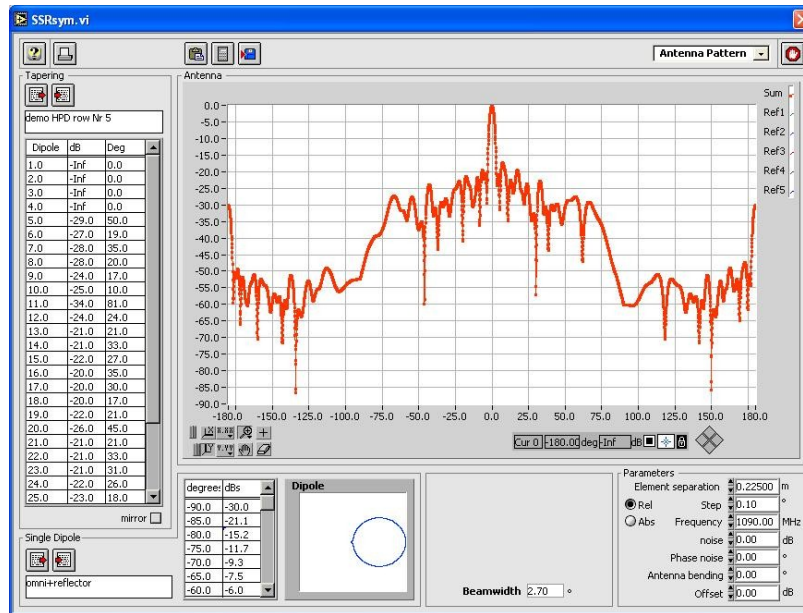 SSRsym.vi
Antenna Pattern
Tapering
demo HPD row Nr 5
Dipole dB Deg
1.0 -Inf 0.0
2.0 -Inf 0.0
3.0 -Inf 0.0
4.0 -Inf 0.0
5.0 -29.0 50.0
6.0 -27.0 19.0
7.0 -28.0 35.0
8.0 -28.0 20.0
9.0 -24.0 17.0
10.0 -25.0 10.0
11.0 -34.0 81.0
12.0 -24.0 24.0
13.0 -21.0 21.0
14.0 -21.0 33.0
15.0 -22.0 27.0
16.0 -20.0 35.0
17.0 -20.0 30.0
18.0 -20.0 17.0
19.0 -22.0 21.0
20.0 -26.0 45.0
21.0 -21.0 21.0
22.0 -21.0 33.0
23.0 -21.0 31.0
24.0 -22.0 26.0
25.0 -23.0 18.0
mirror
Single Dipole
omni+reflector
Antenna
0.0
-5.0
-10.0
-15.0
-20.0
-25.0
-30.0
-35.0
-40.0
-45.0
-50.0
-55.0
-60.0
-65.0
-70.0
-75.0
-80.0
-85.0
-90.0
-180.0 -150.0 -125.0 -100.0 -75.0 -50.0 -25.0 0.0 25.0 50.0 75.0 100.0 125.0 150.0 180.0
Sum
Ref1
Ref2
Ref3
Ref4
Ref5
Cur 0 -180.00 deg -Inf dB
degrees dBs
-90.0 -30.0
-85.0 -21.1
-80.0 -15.2
-75.0 -11.7
-70.0 -9.3
-65.0 -7.5
-60.0 -6.0
Dipole
Beamwidth 2.70 °
Parameters
Element separation 0.22500 m
Rel Step 0.10 °
Abs Frequency 1090.00 MHz
noise 0.00 dB
Phase noise 0.00 °
Antenna bending 0.00 °
Offset 0.00 dB